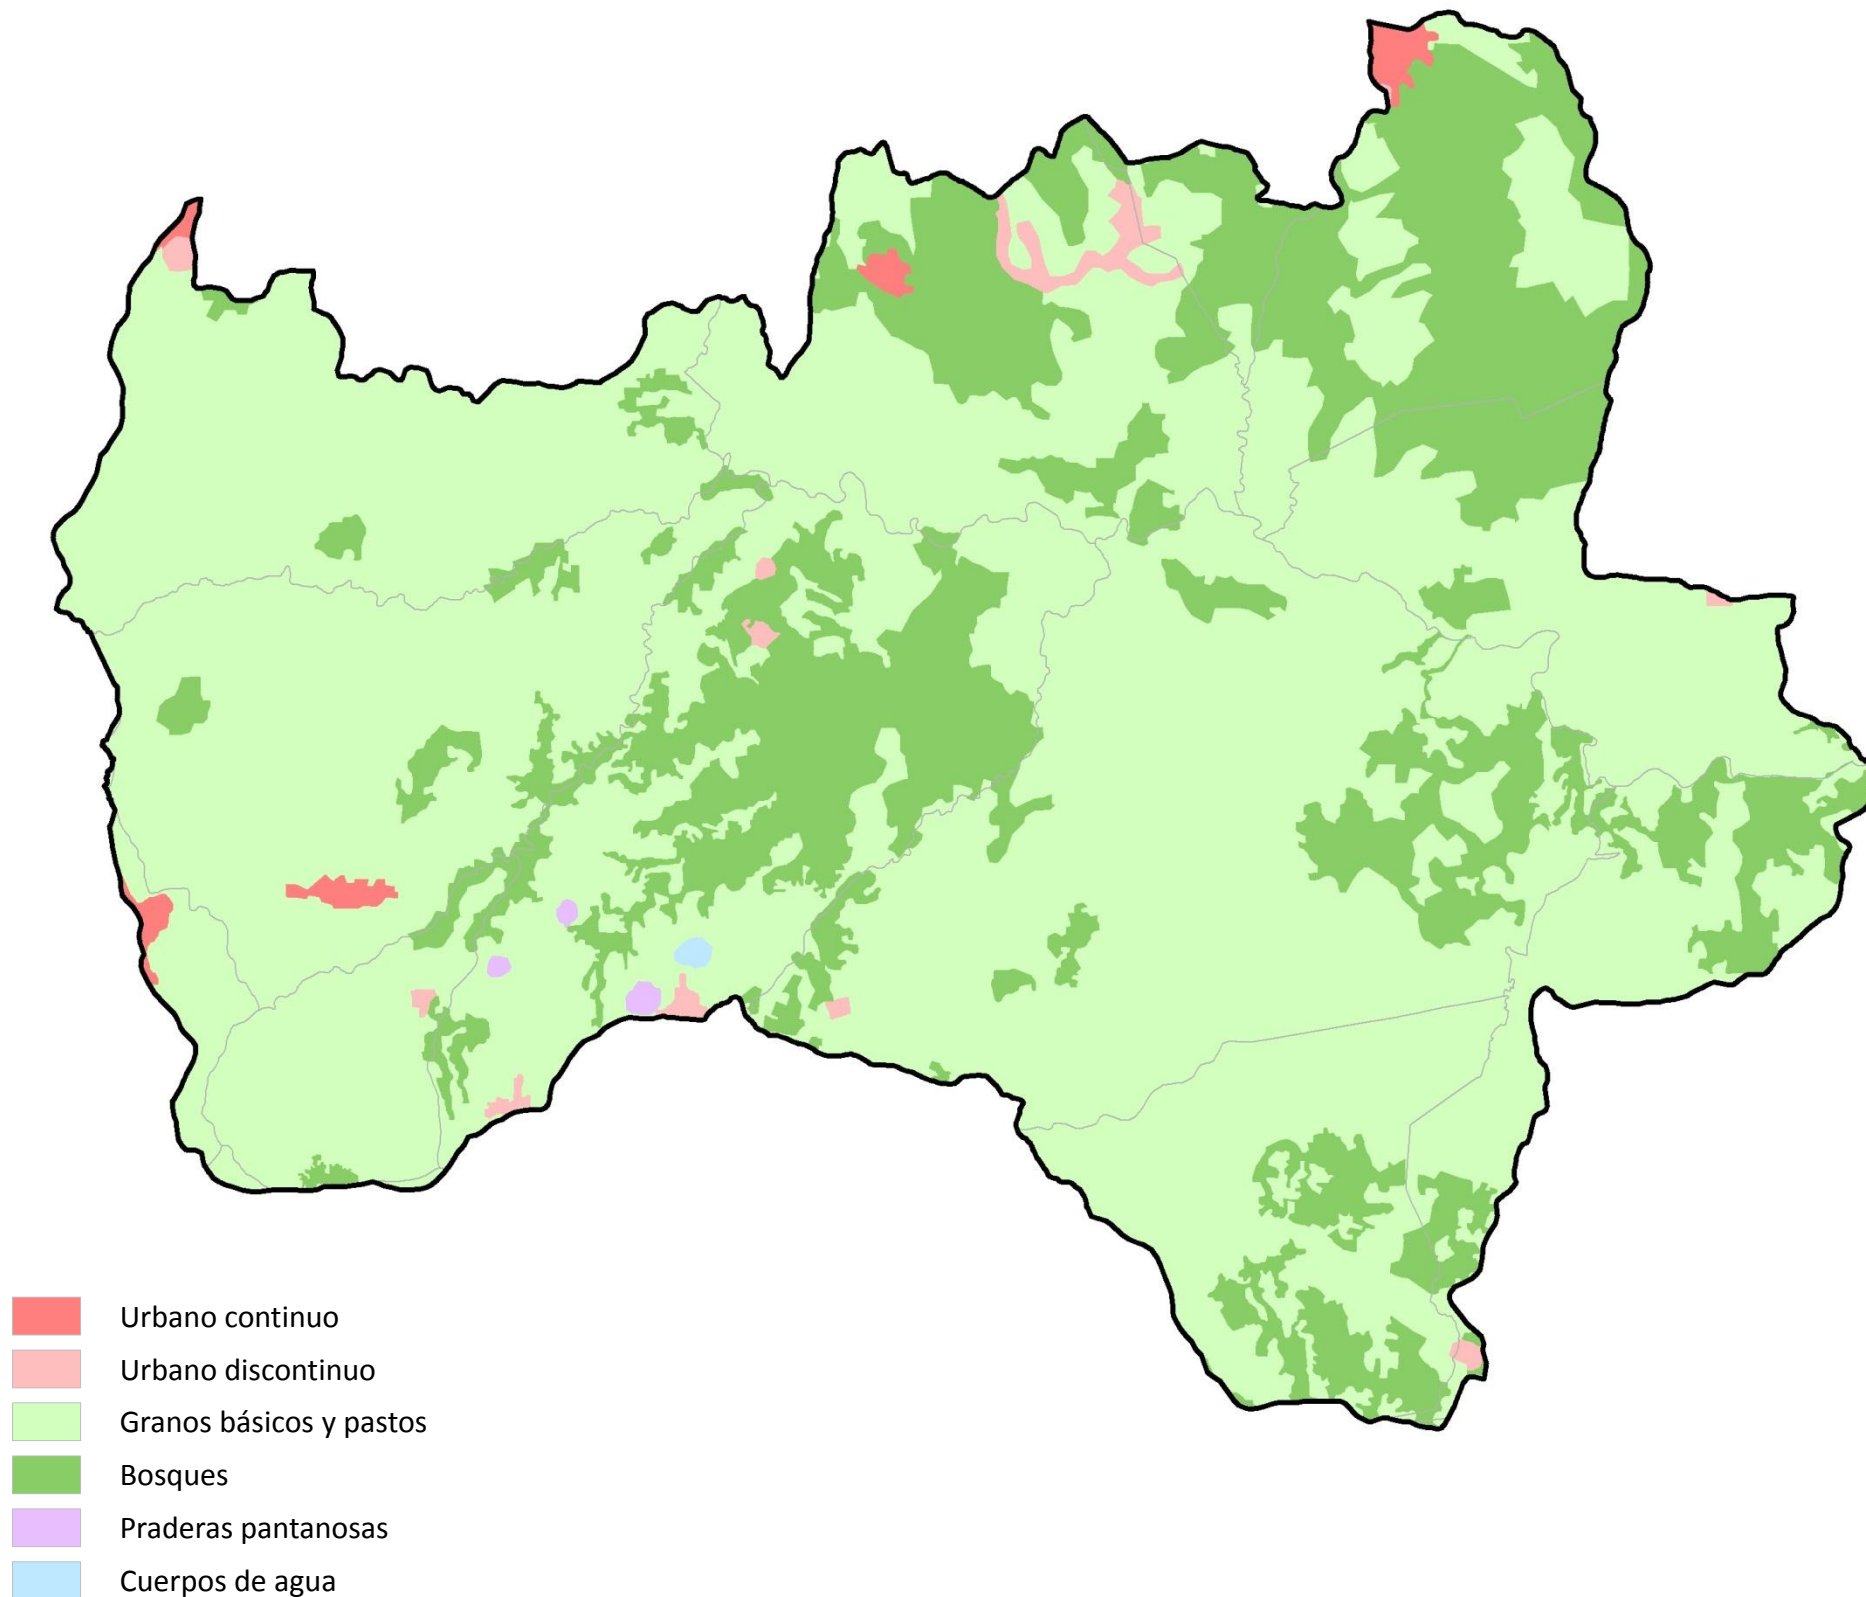 Urbano continuo
Urbano discontinuo
Granos básicos y pastos
Bosques
Praderas pantanosas
Cuerpos de agua